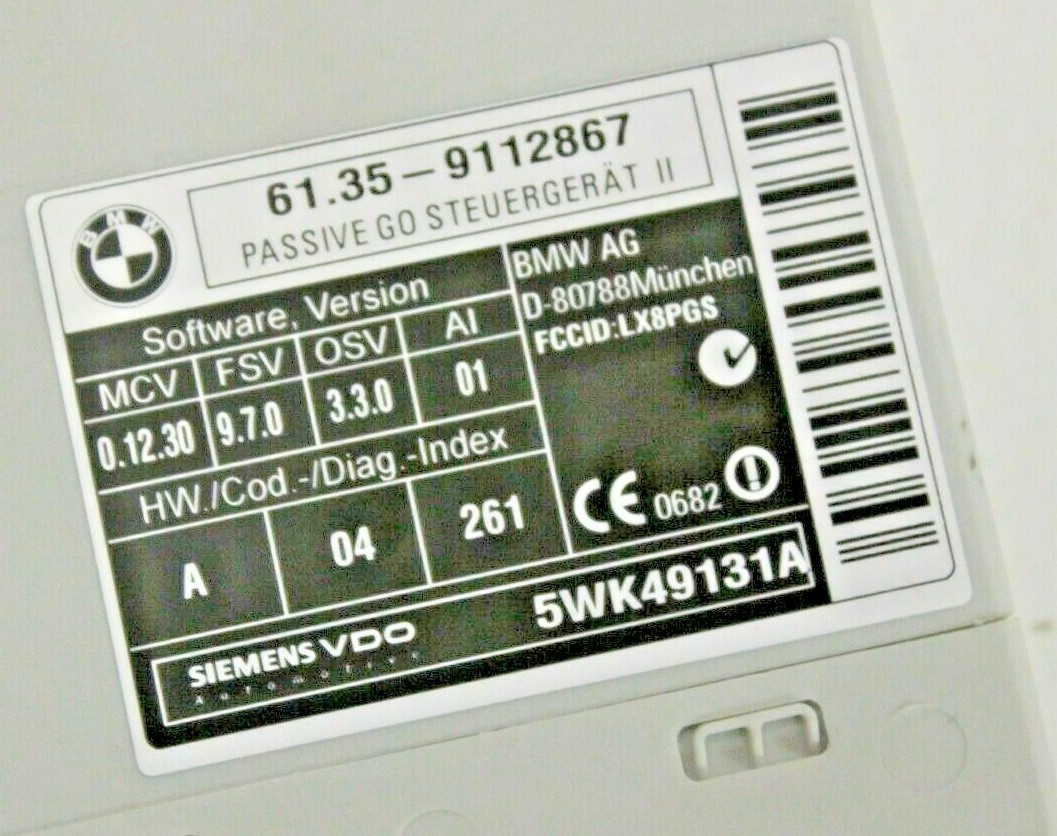 BMW
61.35 – 9112867
PASSIVE GO STEUERGERÄT II
Software, Version
MCV FSV OSV AI
0.12.30 9.7.0 3.3.0 01
HW./Cod.-/Diag.-Index
A 04 261
BMW AG
D-80788München
FCCID:LX8PGS
CE 0682
SIEMENS VDO
Automotive
5WK49131A